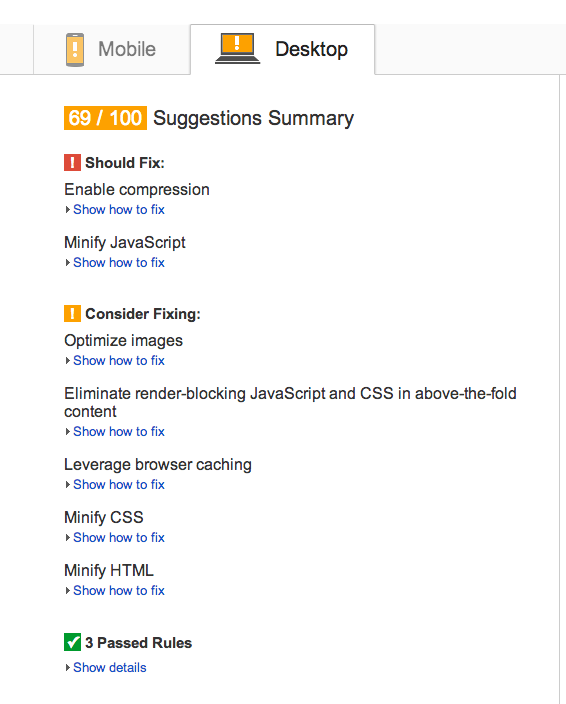 Mobile
Desktop
69 / 100 Suggestions Summary
! Should Fix:
Enable compression
Show how to fix
Minify JavaScript
Show how to fix
! Consider Fixing:
Optimize images
Show how to fix
Eliminate render-blocking JavaScript and CSS in above-the-fold
content
Show how to fix
Leverage browser caching
Show how to fix
Minify CSS
Show how to fix
Minify HTML
Show how to fix
3 Passed Rules
Show details